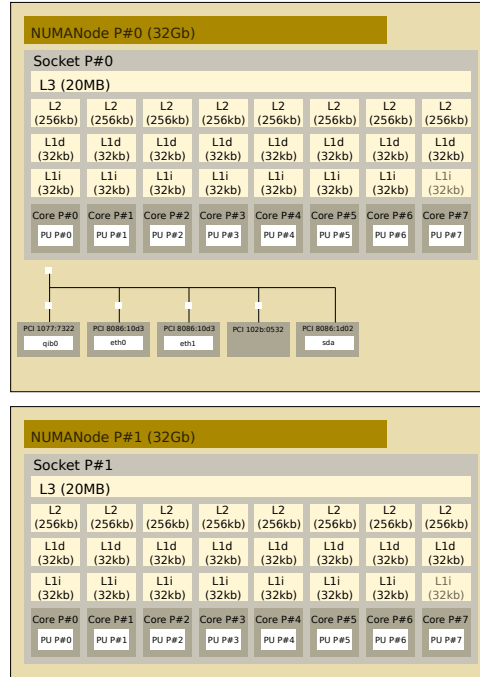 NUMANode P#0 (32Gb)
Socket P#0
L3 (20MB)
L2 L2 L2 L2 L2 L2 L2 L2
(256kb) (256kb) (256kb) (256kb) (256kb) (256kb) (256kb) (256kb)
L1d L1d L1d L1d L1d L1d L1d L1d
(32kb) (32kb) (32kb) (32kb) (32kb) (32kb) (32kb) (32kb)
L1i L1i L1i L1i L1i L1i L1i L1i
(32kb) (32kb) (32kb) (32kb) (32kb) (32kb) (32kb) (32kb)
Core P#0 Core P#1 Core P#2 Core P#3 Core P#4 Core P#5 Core P#6 Core P#7
PU P#0 PU P#1 PU P#2 PU P#3 PU P#4 PU P#5 PU P#6 PU P#7
PCI 1077:7322 PCI 8086:10d3 PCI 8086:10d3 PCI 102b:0532 PCI 8086:1d02
qib0 eth0 eth1 sda
NUMANode P#1 (32Gb)
Socket P#1
L3 (20MB)
L2 L2 L2 L2 L2 L2 L2 L2
(256kb) (256kb) (256kb) (256kb) (256kb) (256kb) (256kb) (256kb)
L1d L1d L1d L1d L1d L1d L1d L1d
(32kb) (32kb) (32kb) (32kb) (32kb) (32kb) (32kb) (32kb)
L1i L1i L1i L1i L1i L1i L1i L1i
(32kb) (32kb) (32kb) (32kb) (32kb) (32kb) (32kb) (32kb)
Core P#0 Core P#1 Core P#2 Core P#3 Core P#4 Core P#5 Core P#6 Core P#7
PU P#0 PU P#1 PU P#2 PU P#3 PU P#4 PU P#5 PU P#6 PU P#7